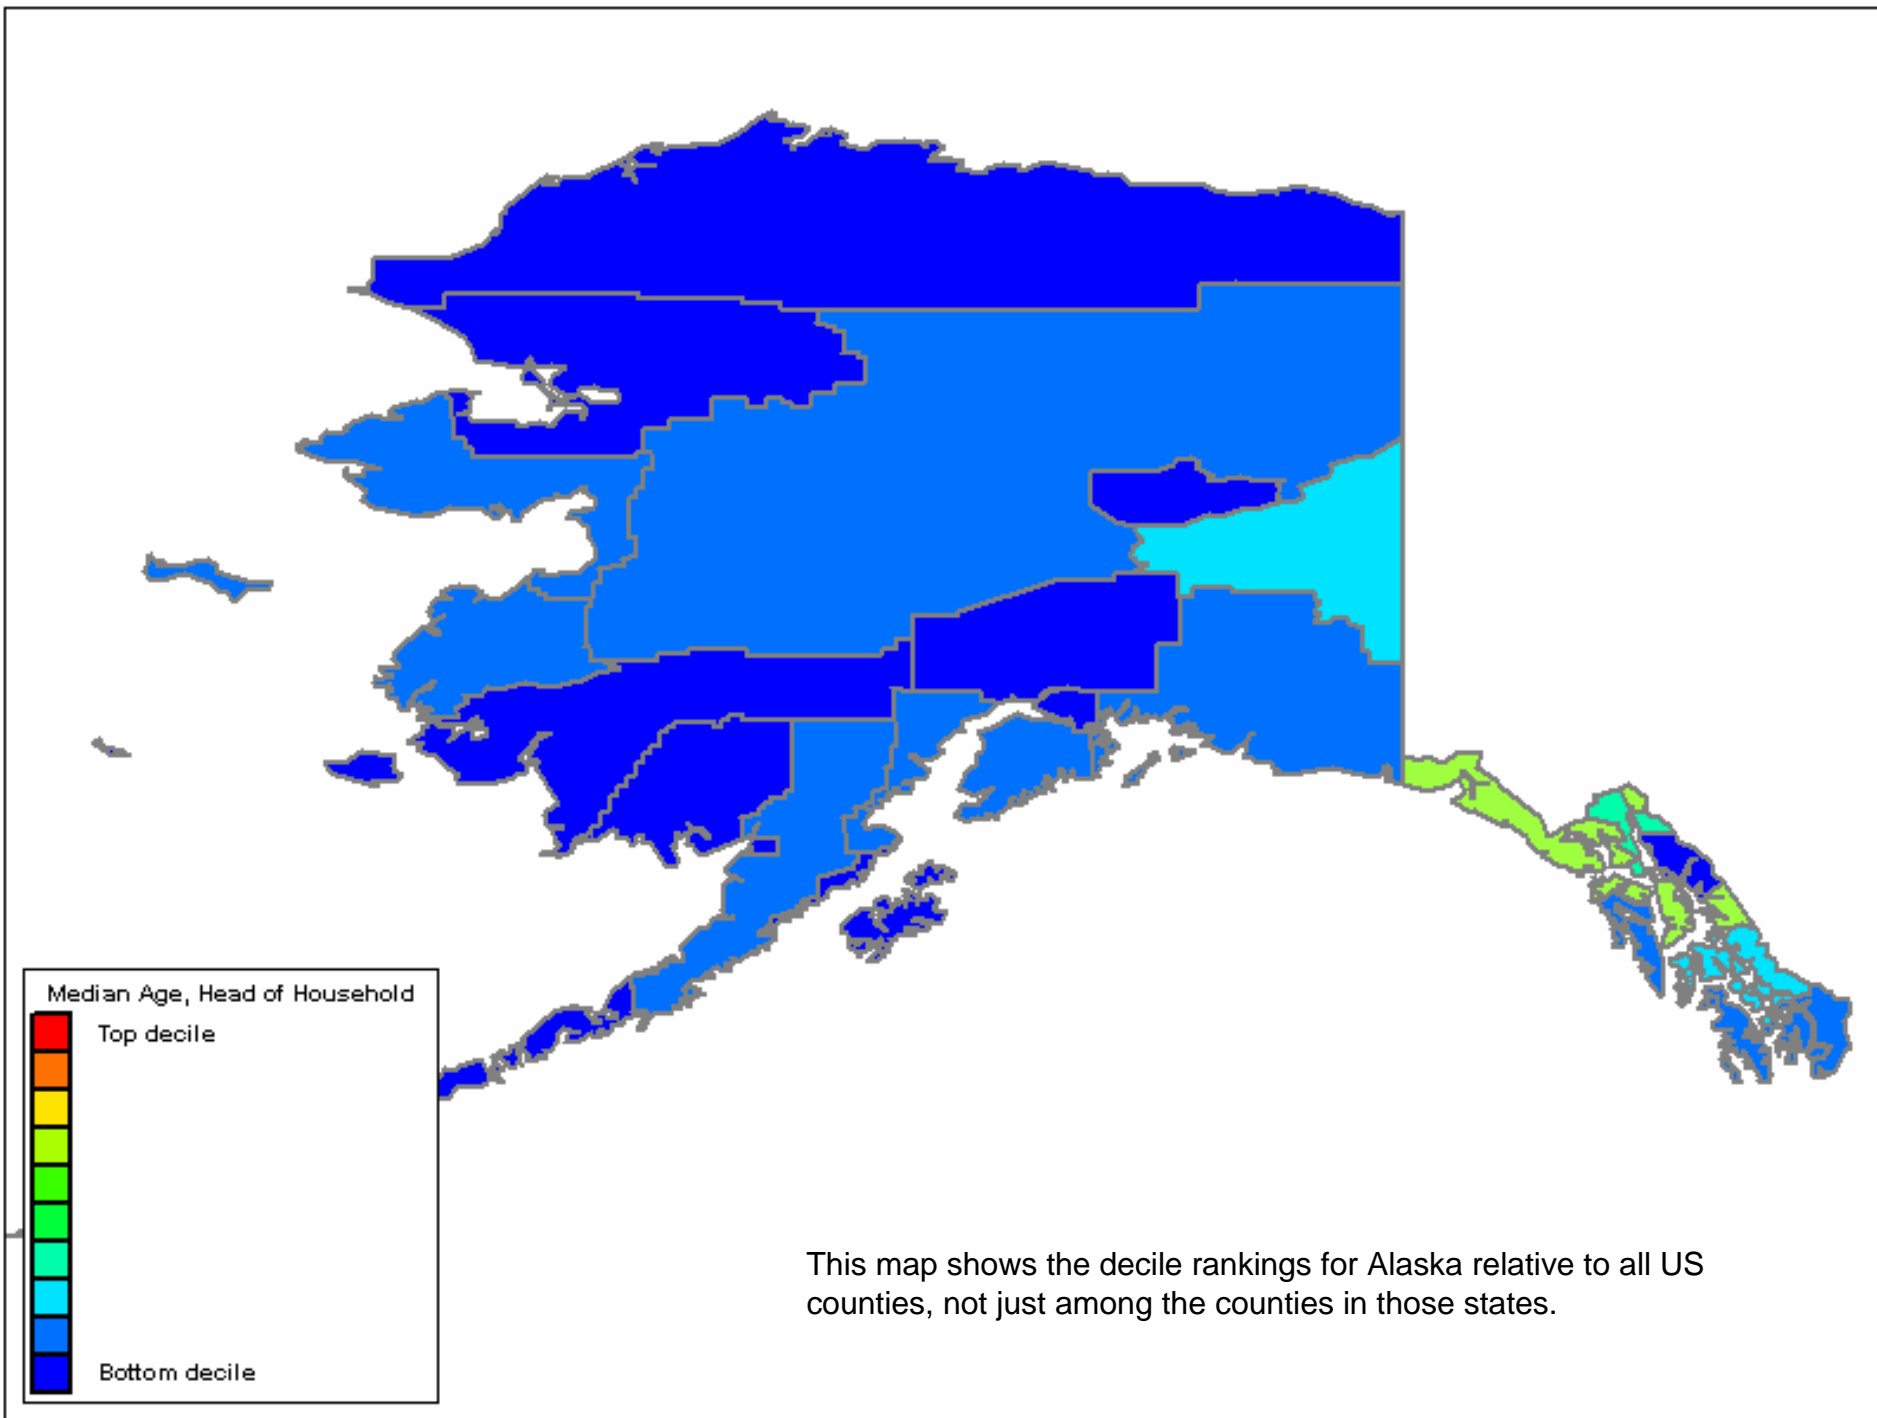 Median Age, Head of Household
Top decile
Bottom decile
This map shows the decile rankings for Alaska relative to all US
counties, not just among the counties in those states.